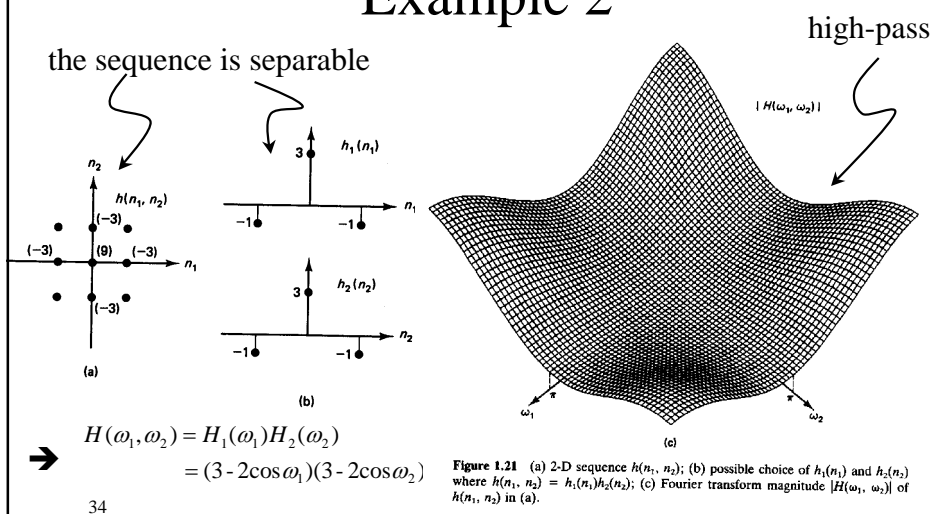 Example 2
high-pass
the sequence is separable
| H(ω₁, ω₂) |
n₂
h(n₁, n₂)
(−3)
(−3)
(9)
(−3)
n₁
(−3)
(a)
3
h₁(n₁)
n₁
−1
−1
3
h₂(n₂)
n₂
−1
−1
(b)
π
π
ω₁
ω₂
(c)
➔ H(ω₁,ω₂) = H₁(ω₁)H₂(ω₂)
= (3 - 2cosω₁)(3 - 2cosω₂)
Figure 1.21 (a) 2-D sequence h(n₁, n₂); (b) possible choice of h₁(n₁) and h₂(n₂)
where h(n₁, n₂) = h₁(n₁)h₂(n₂); (c) Fourier transform magnitude |H(ω₁, ω₂)| of
h(n₁, n₂) in (a).
34